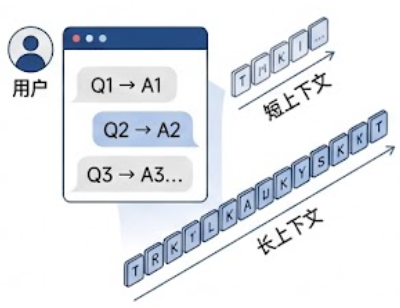 用户
Q1 → A1
Q2 → A2
Q3 → A3...
T M K I ...
短上下文
T R K T L K A U K Y S K K T
长上下文